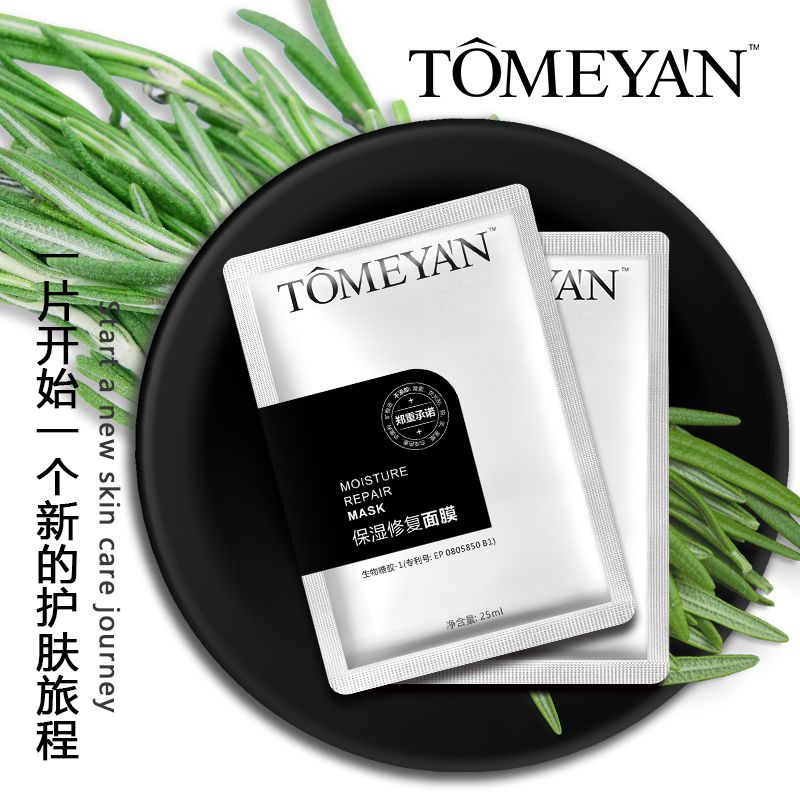 TÔMEYA'N™
一片开始一个新的护肤旅程
Start a new skin care journey
TÔMEYA'N™
郑重承诺
MOISTURE
REPAIR
MASK
保湿修复面膜
生物糖胶-1(专利号: EP 0805850 B1)
净含量: 25ml
YA'N™